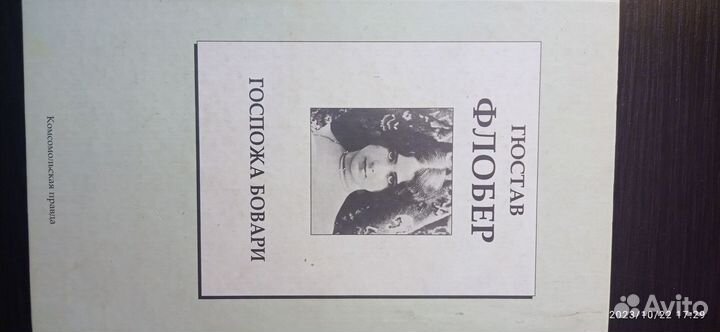 ГЮСТАВ
ФЛОБЕР
ГОСПОЖА БОВАРИ
Комсомольская правда
2023/10/22 17:29
Avito